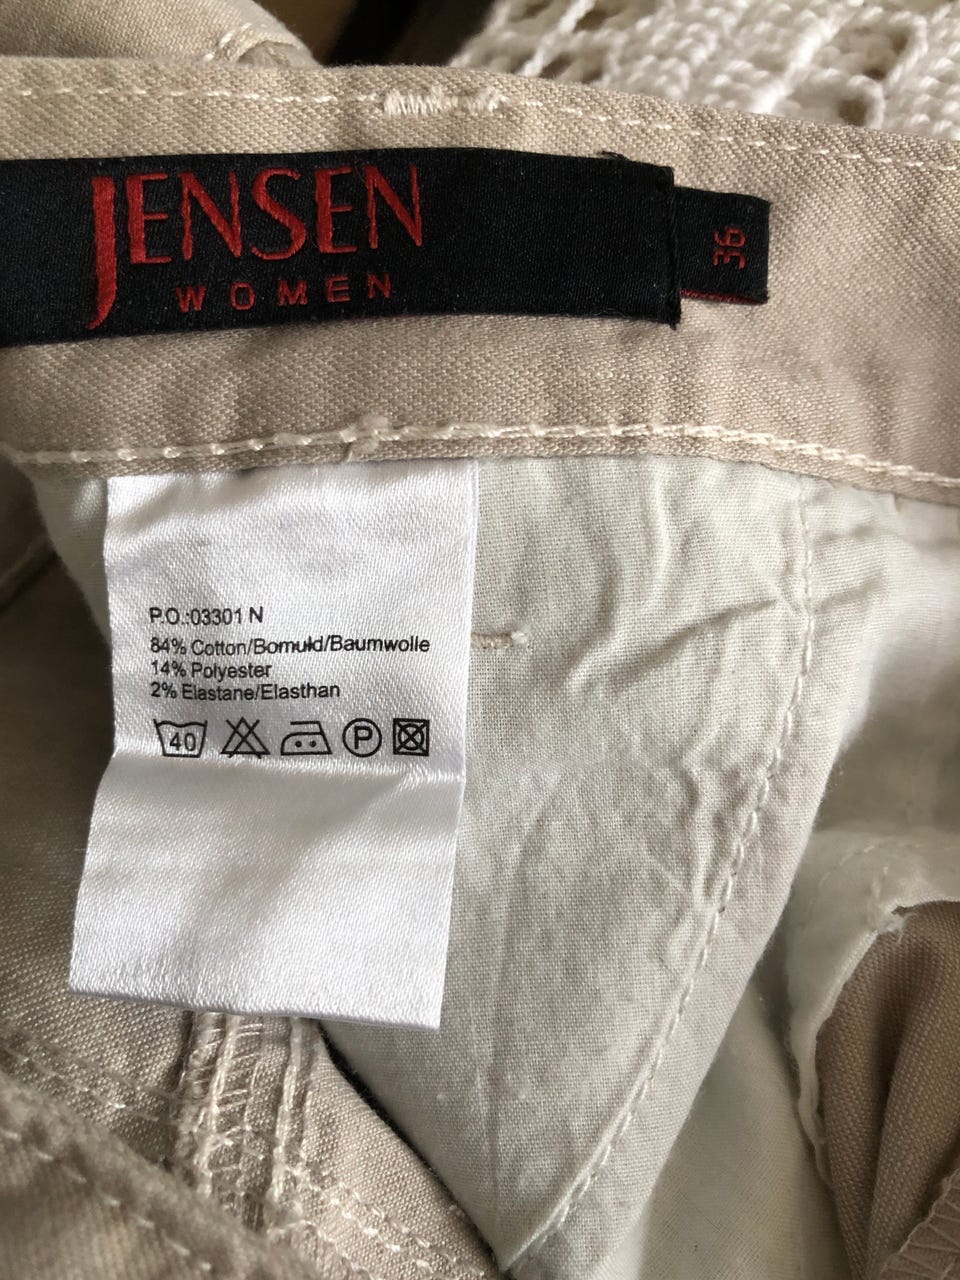 JENSEN
WOMEN
36
P.O.:03301 N
84% Cotton/Bomuld/Baumwolle
14% Polyester
2% Elastane/Elasthan
40 P